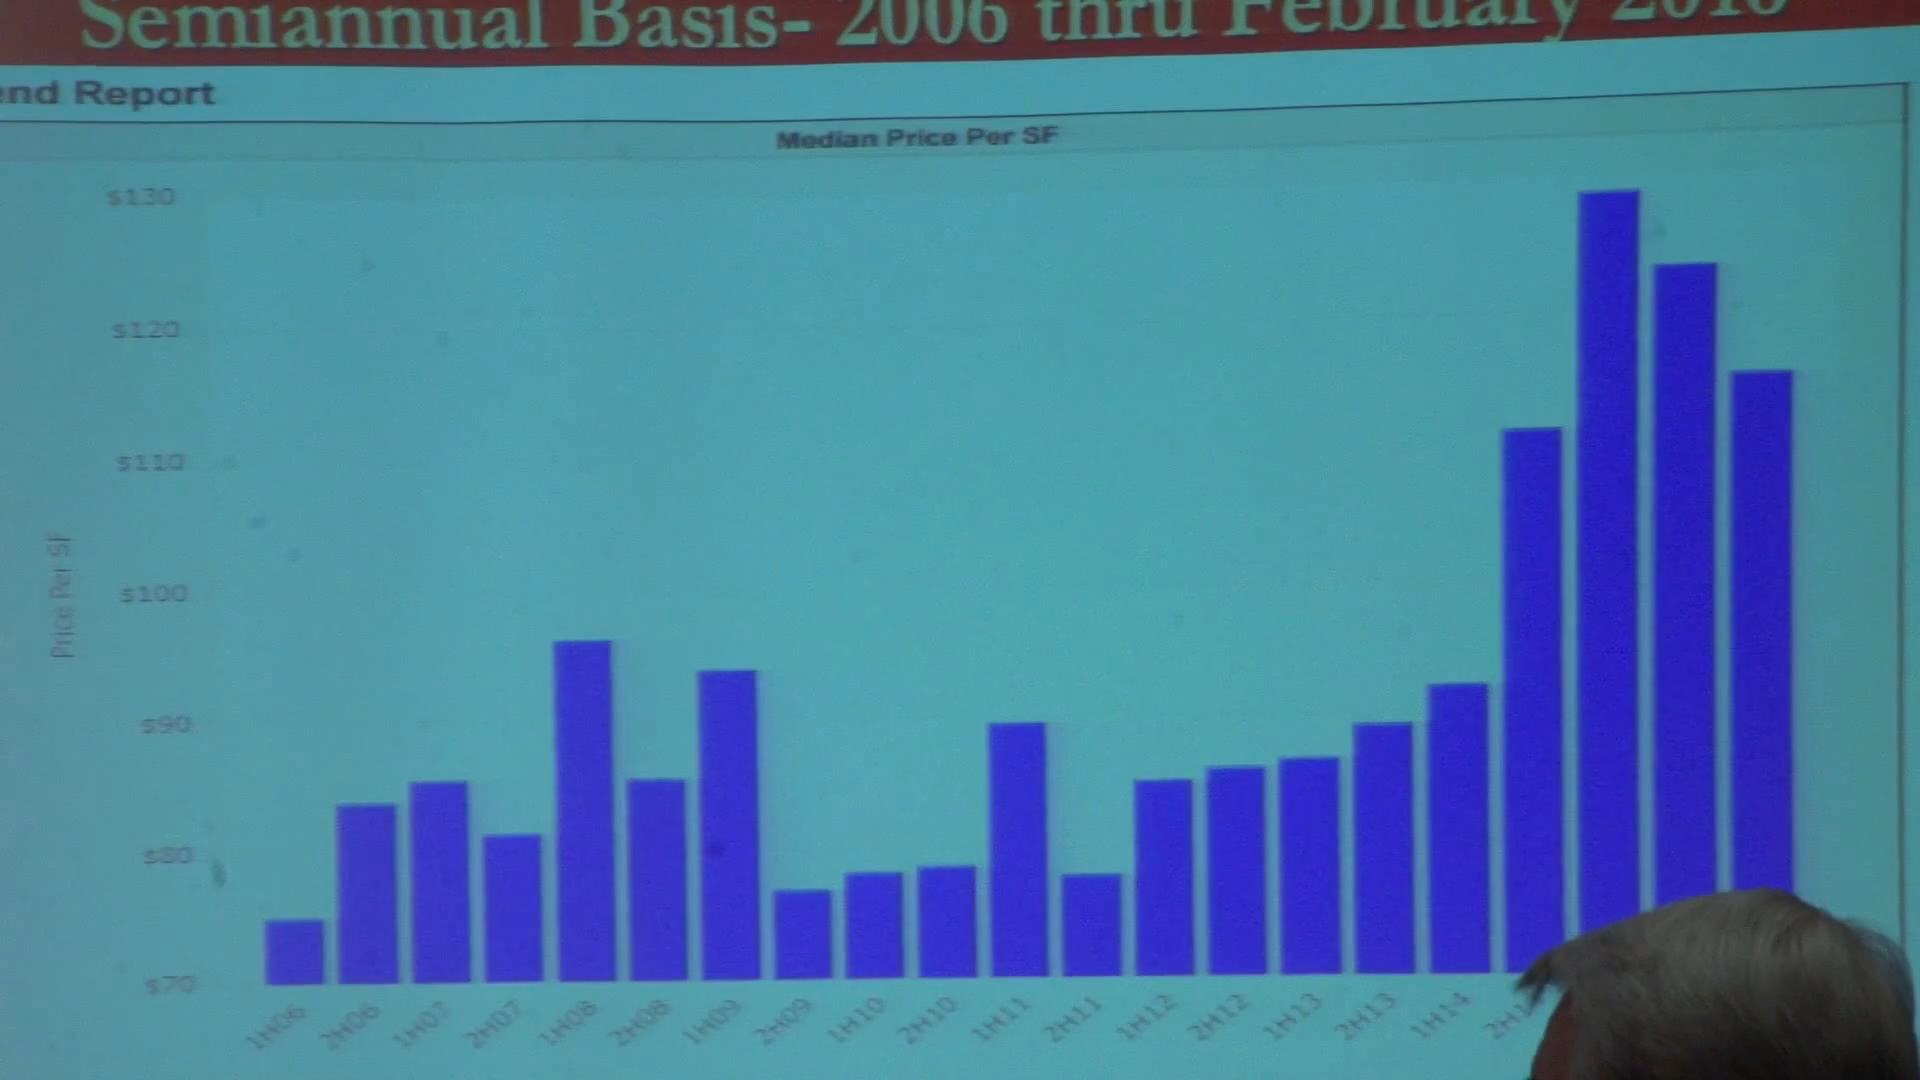 Semiannual Basis- 2006 thru February 2016
end Report
Median Price Per SF
$130
$120
$110
$100
$90
$80
$70
Price Per SF
1H06 2H06 1H07 2H07 1H08 2H08 1H09 2H09 1H10 2H10 1H11 2H11 1H12 2H12 1H13 2H13 1H14